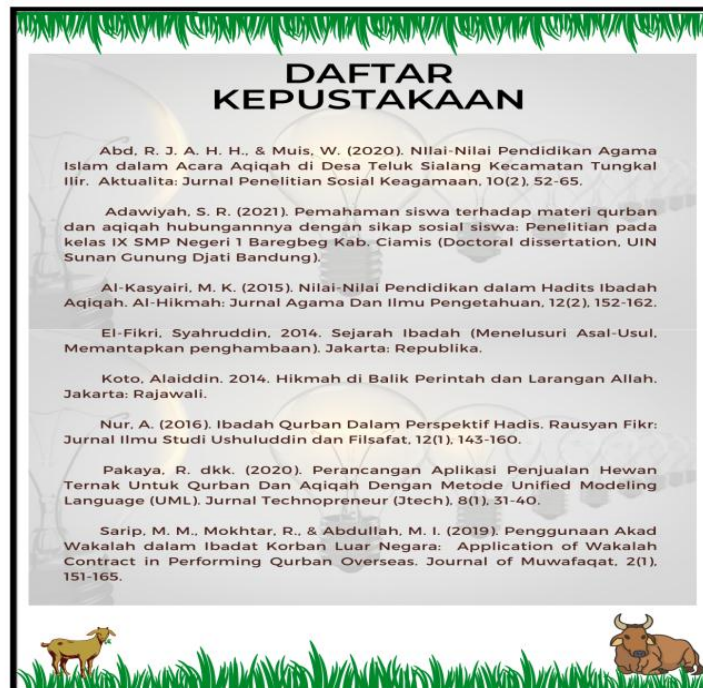 DAFTAR
KEPUSTAKAAN
Abd, R. J. A. H. H., & Muis, W. (2020). NIlai-Nilai Pendidikan Agama
Islam dalam Acara Aqiqah di Desa Teluk Sialang Kecamatan Tungkal
Ilir. Aktualita: Jurnal Penelitian Sosial Keagamaan, 10(2), 52-65.
Adawiyah, S. R. (2021). Pemahaman siswa terhadap materi qurban
dan aqiqah hubungannnya dengan sikap sosial siswa: Penelitian pada
kelas IX SMP Negeri 1 Baregbeg Kab. Ciamis (Doctoral dissertation, UIN
Sunan Gunung Djati Bandung).
Al-Kasyairi, M. K. (2015). Nilai-Nilai Pendidikan dalam Hadits Ibadah
Aqiqah. Al-Hikmah: Jurnal Agama Dan Ilmu Pengetahuan, 12(2), 152-162.
El-Fikri, Syahruddin, 2014. Sejarah Ibadah (Menelusuri Asal-Usul,
Memantapkan penghambaan). Jakarta: Republika.
Koto, Alaiddin. 2014. Hikmah di Balik Perintah dan Larangan Allah.
Jakarta: Rajawali.
Nur, A. (2016). Ibadah Qurban Dalam Perspektif Hadis. Rausyan Fikr:
Jurnal Ilmu Studi Ushuluddin dan Filsafat, 12(1), 143-160.
Pakaya, R. dkk. (2020). Perancangan Aplikasi Penjualan Hewan
Ternak Untuk Qurban Dan Aqiqah Dengan Metode Unified Modeling
Language (UML). Jurnal Technopreneur (Jtech), 8(1), 31-40.
Sarip, M. M., Mokhtar, R., & Abdullah, M. I. (2019). Penggunaan Akad
Wakalah dalam Ibadat Korban Luar Negara: Application of Wakalah
Contract in Performing Qurban Overseas. Journal of Muwafaqat, 2(1),
151-165.